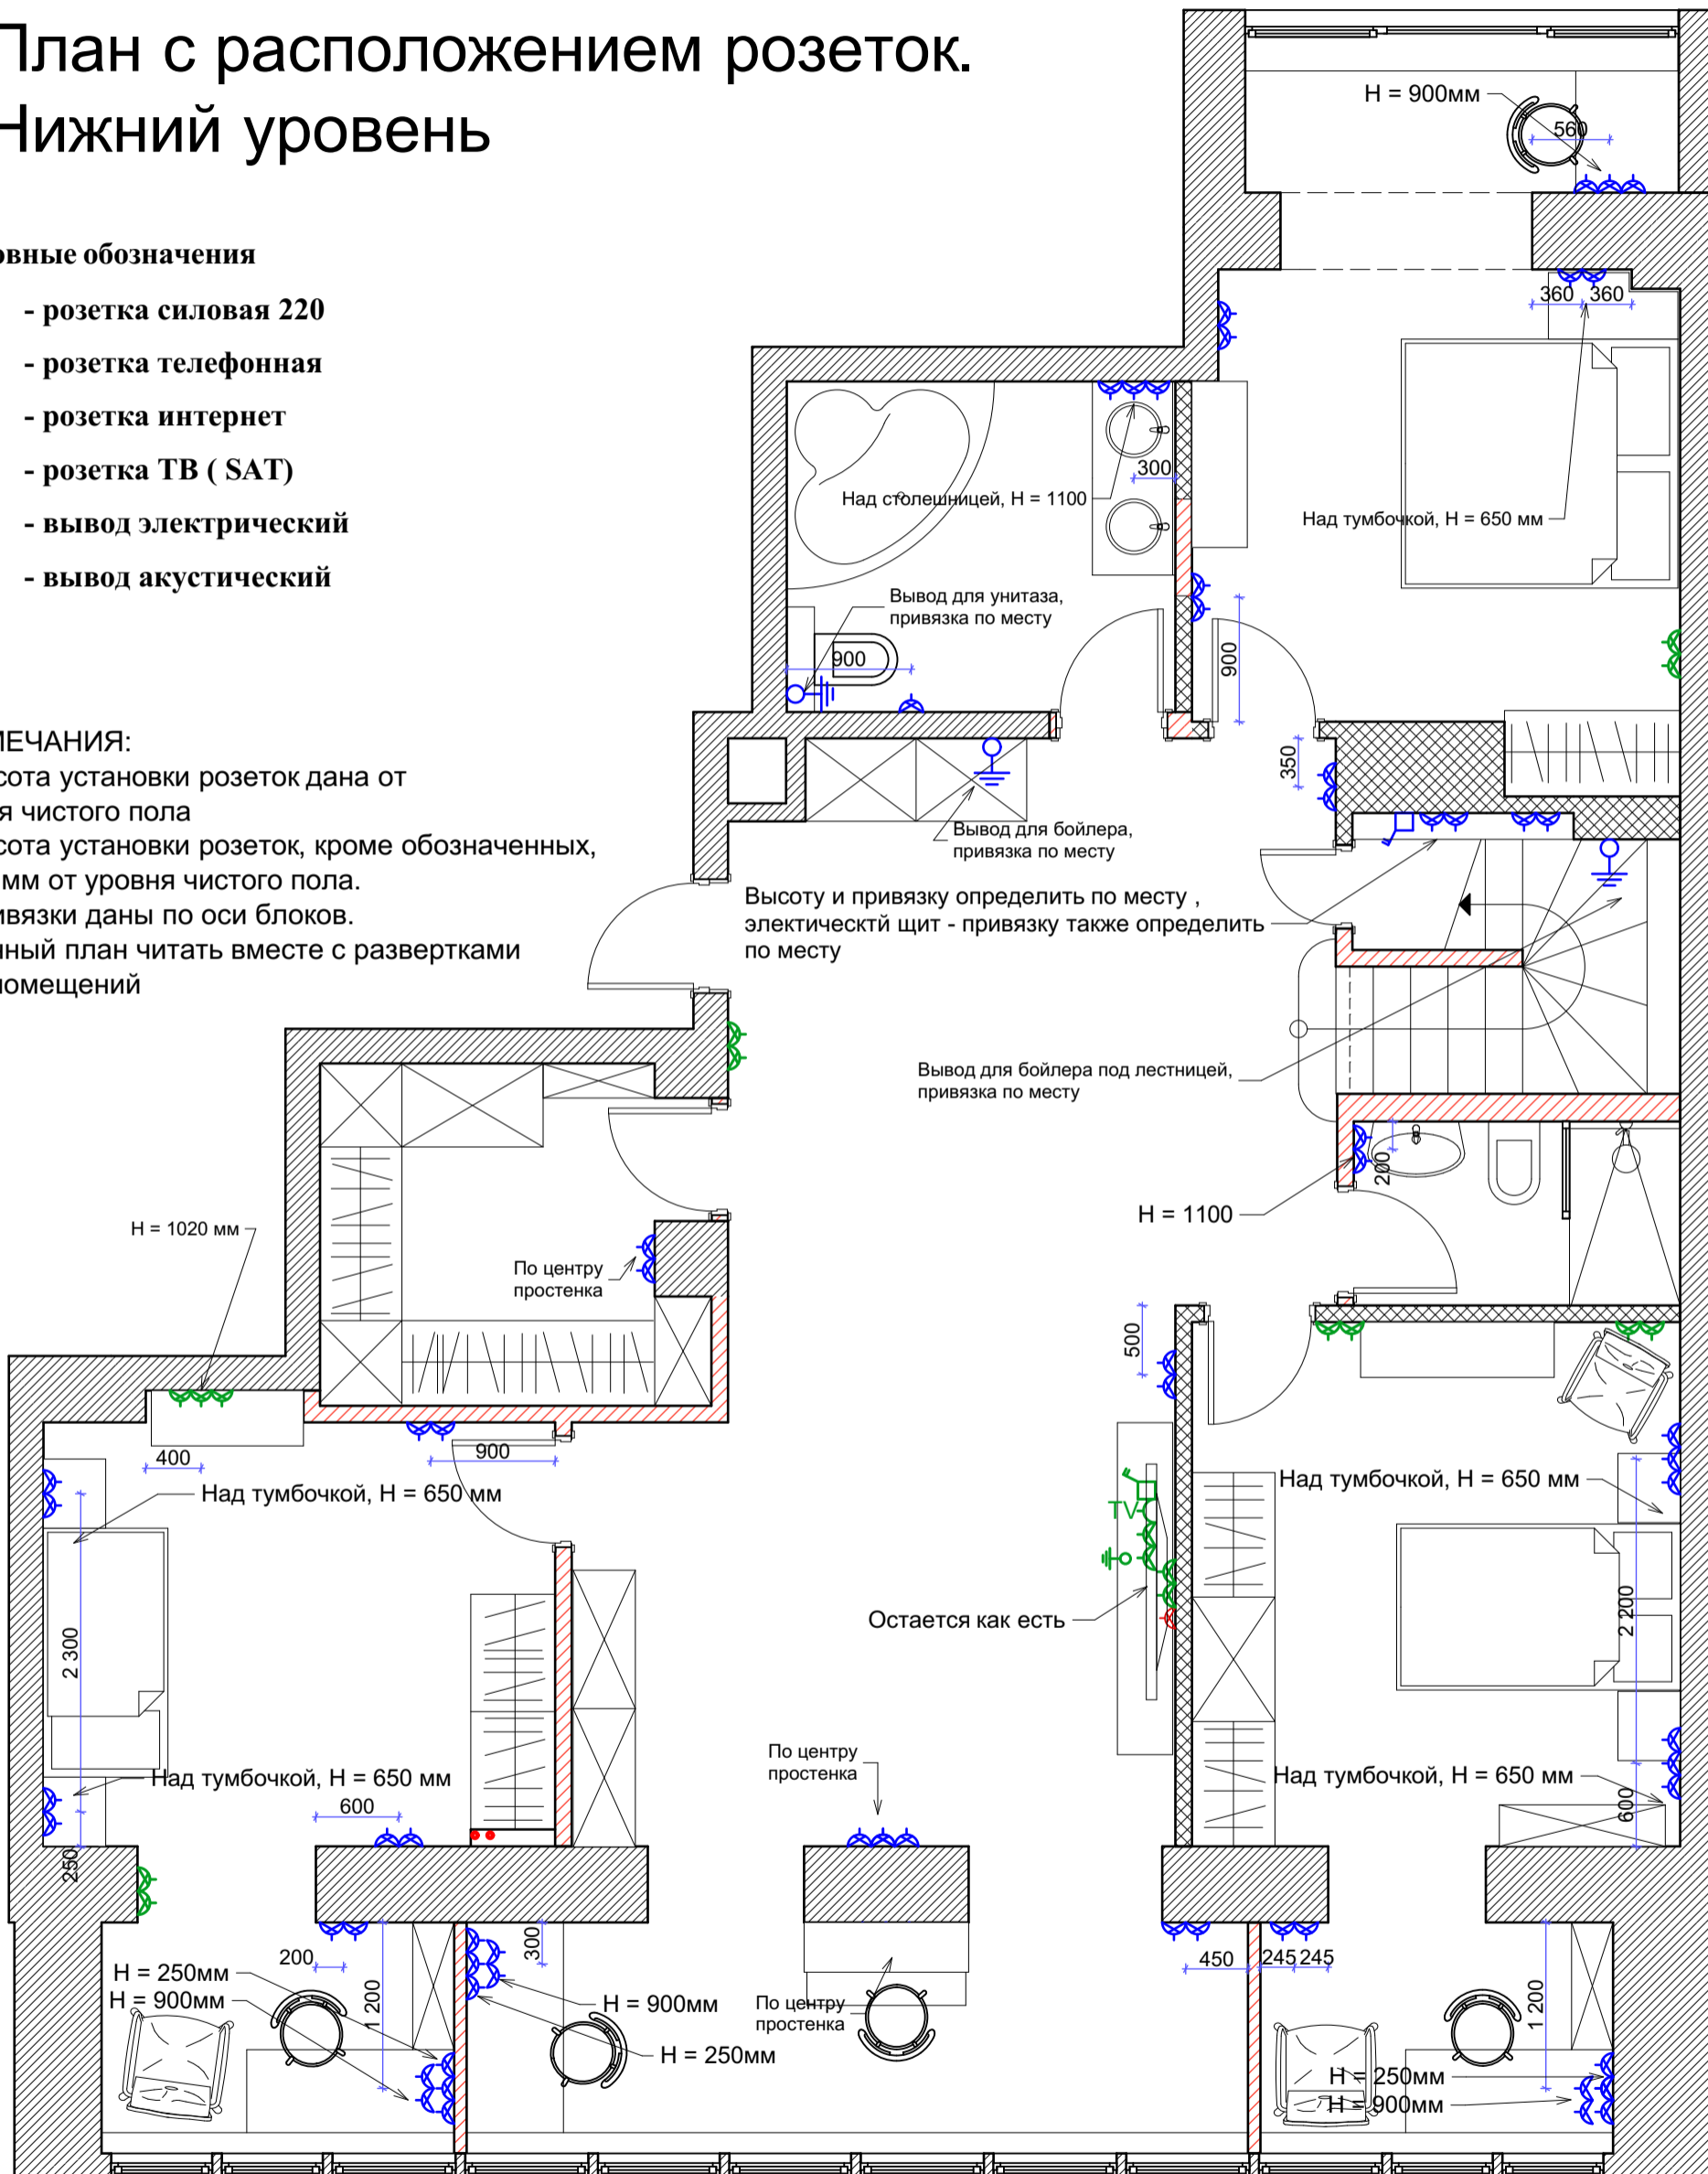 План с расположением розеток.
Нижний уровень
обозначения
- розетка силовая 220
- розетка телефонная
- розетка интернет
- розетка ТВ ( SAT)
- вывод электрический
- вывод акустический
установки розеток дана от
чистого пола
установки розеток, кроме обозначенных,
мм от уровня чистого пола.
даны по оси блоков.
план читать вместе с развертками
H = 900мм
560
360 360
300
Над столешницей, H = 1100
Над тумбочкой, H = 650 мм
Вывод для унитаза,
привязка по месту
900
900
350
Вывод для бойлера,
привязка по месту
Высоту и привязку определить по месту ,
электическтй щит - привязку также определить
по месту
Вывод для бойлера под лестницей,
привязка по месту
200
H = 1100
H = 1020 мм
По центру
простенка
500
400
900
Над тумбочкой, H = 650 мм
Над тумбочкой, H = 650 мм
TV
Остается как есть
2 300
2 200
По центру
простенка
Над тумбочкой, H = 650 мм
Над тумбочкой, H = 650 мм
600
600
250
200
1 200
300
450
245 245
1 200
H = 250мм
H = 900мм
H = 900мм
H = 250мм
По центру
простенка
H = 250мм
H = 900мм